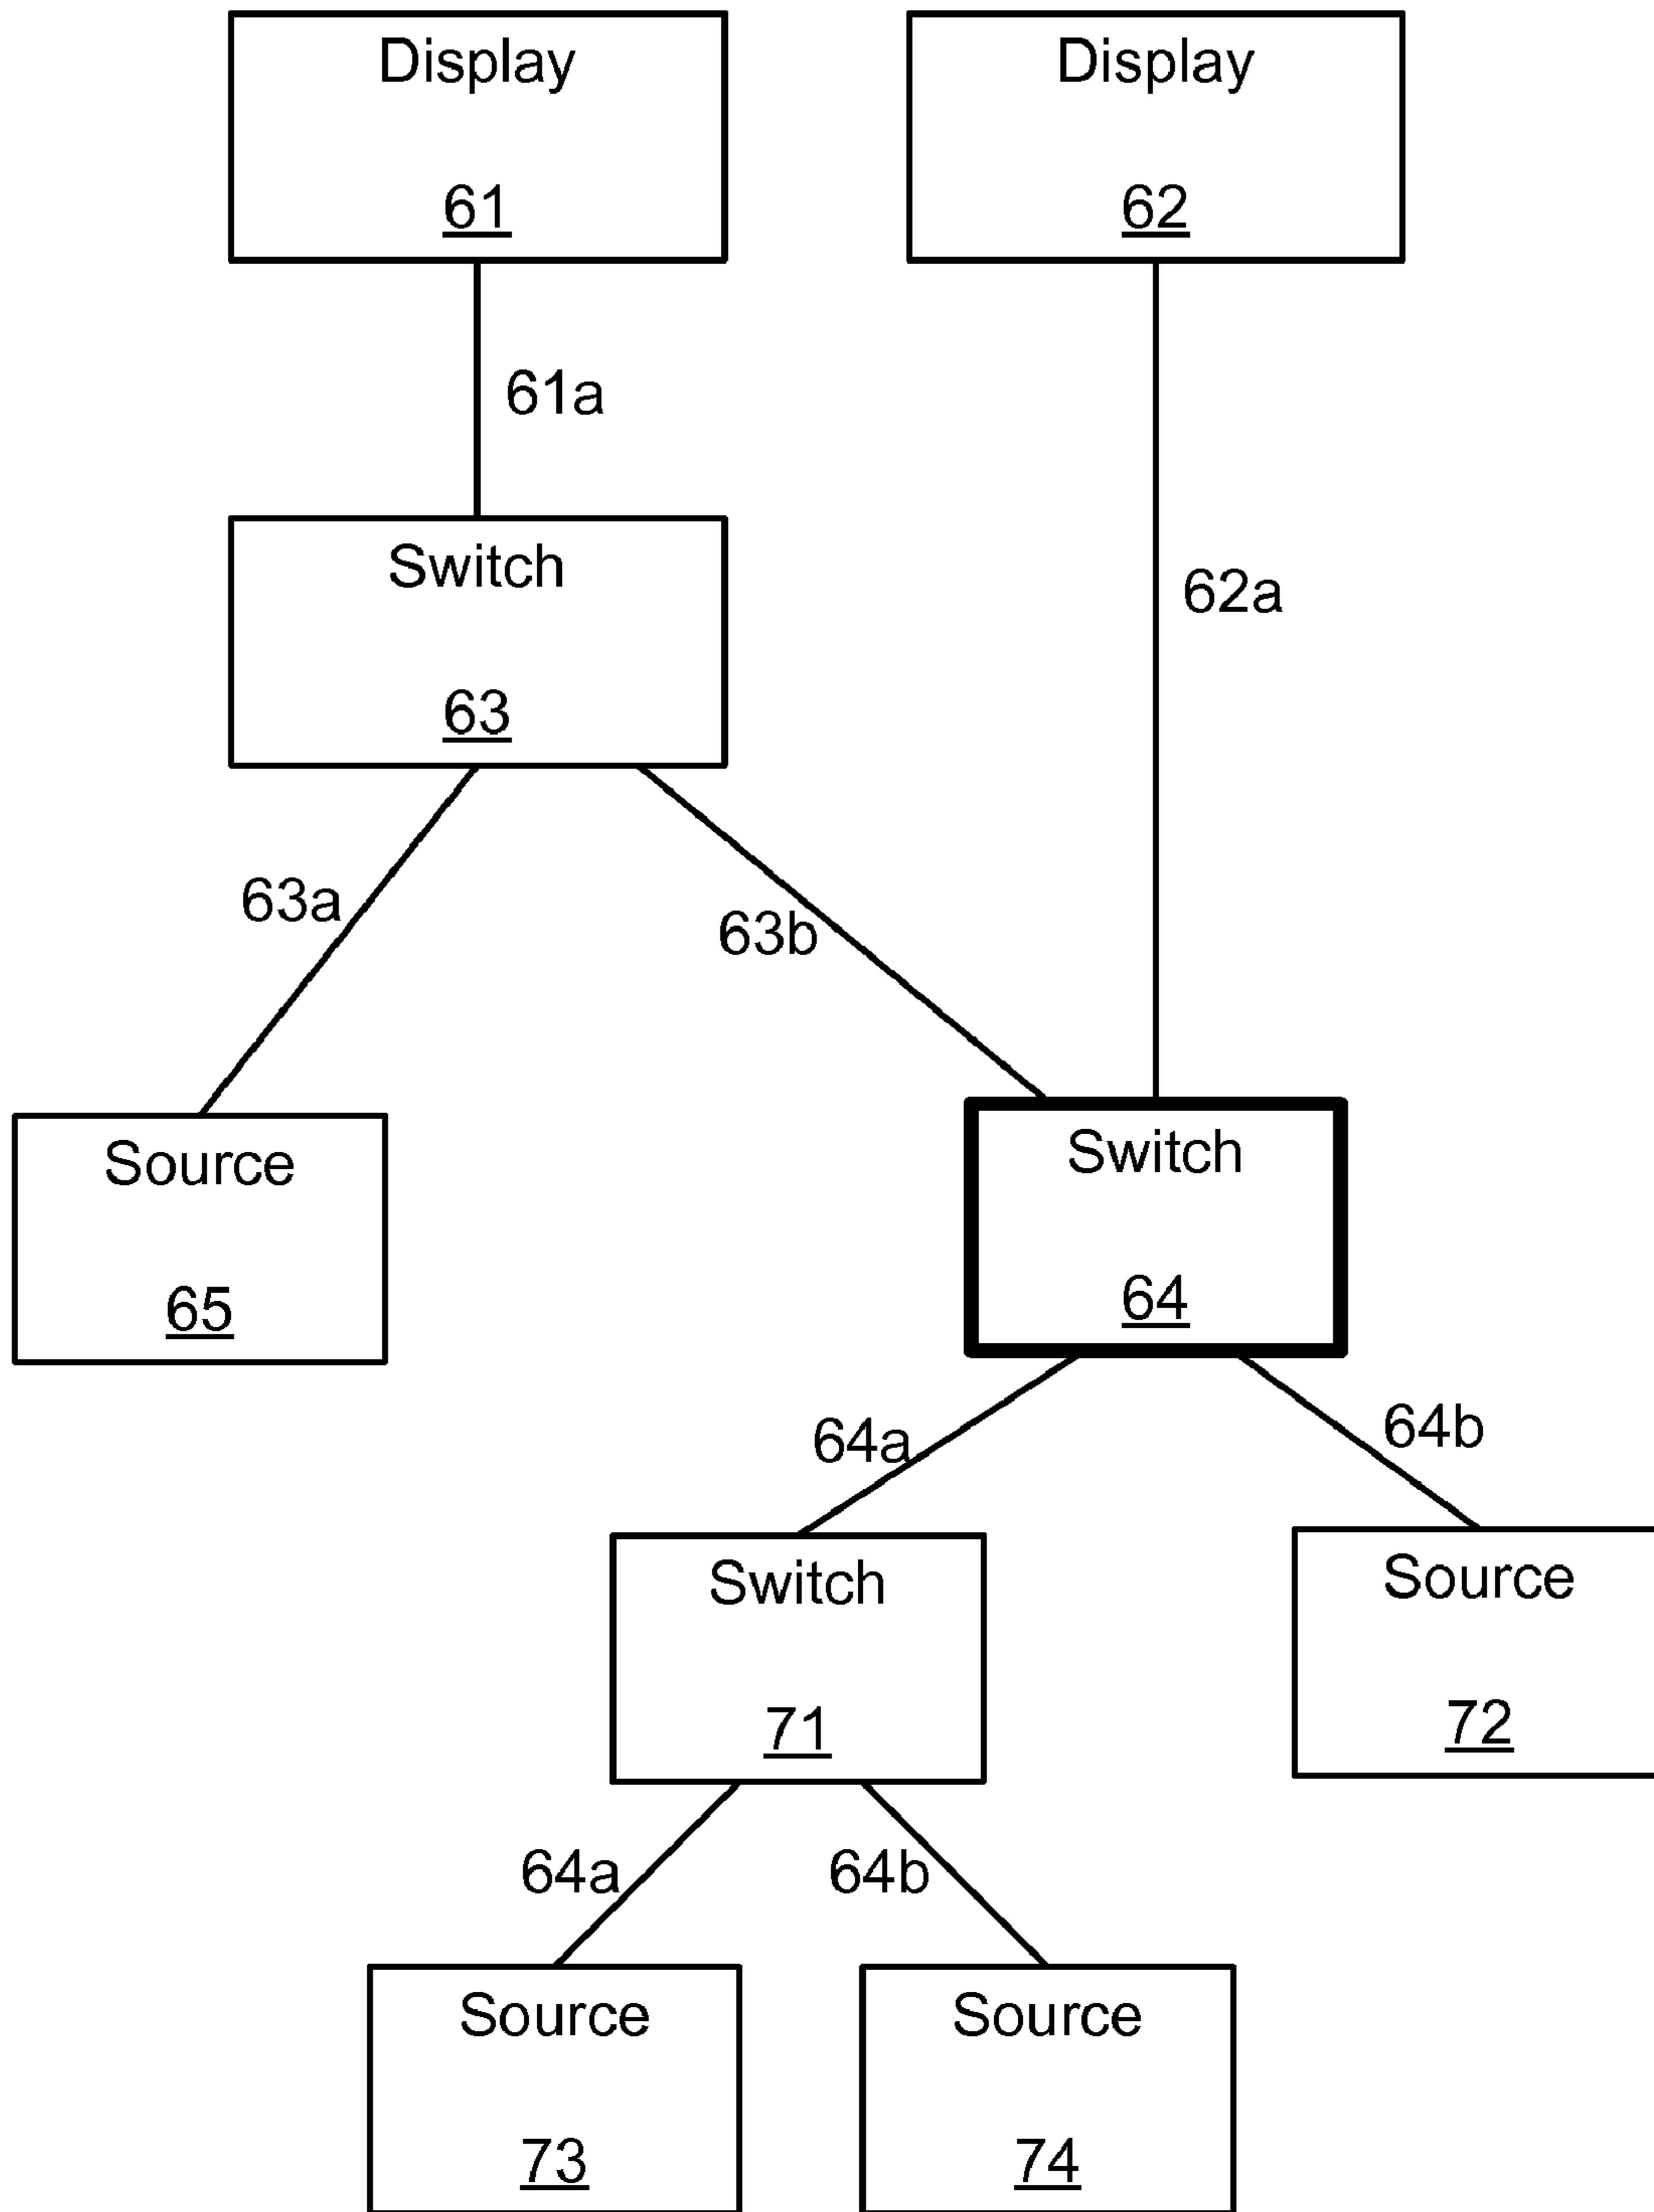 Display
61
Display
62
61a
62a
Switch
63
63a
63b
Source
65
Switch
64
64a
64b
Switch
71
Source
72
64a
64b
Source
73
Source
74